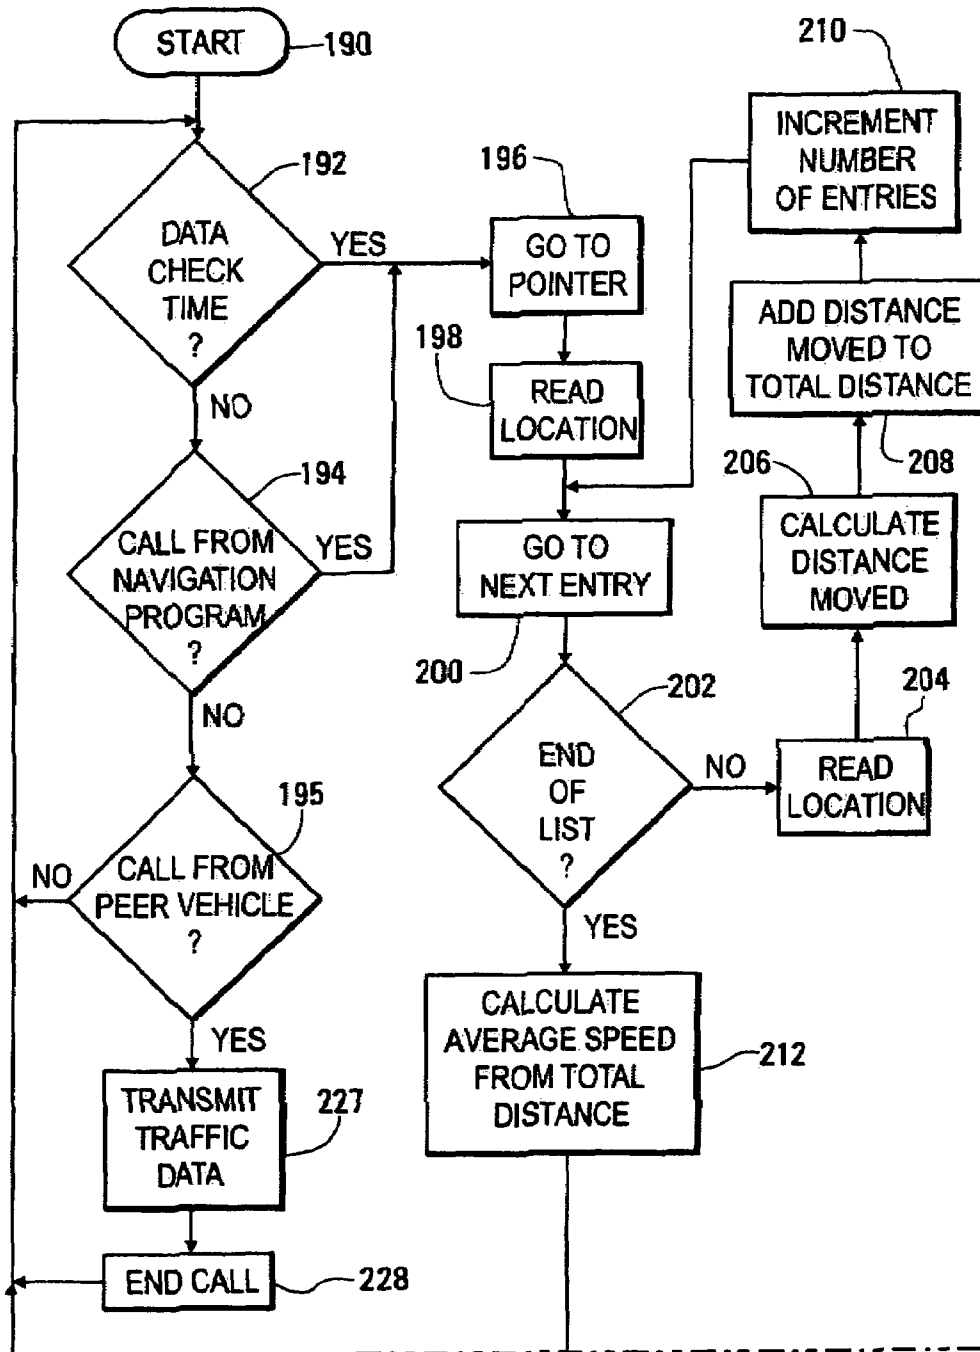 START
190
192
DATA
CHECK
TIME
?
YES
NO
194
CALL FROM
NAVIGATION
PROGRAM
?
YES
NO
195
CALL FROM
PEER VEHICLE
?
NO
YES
TRANSMIT
TRAFFIC
DATA
227
END CALL
228
196
GO TO
POINTER
198
READ
LOCATION
GO TO
NEXT ENTRY
200
202
END
OF
LIST
?
NO
YES
204
READ
LOCATION
206
CALCULATE
DISTANCE
MOVED
208
ADD DISTANCE
MOVED TO
TOTAL DISTANCE
210
INCREMENT
NUMBER
OF ENTRIES
CALCULATE
AVERAGE SPEED
FROM TOTAL
DISTANCE
212